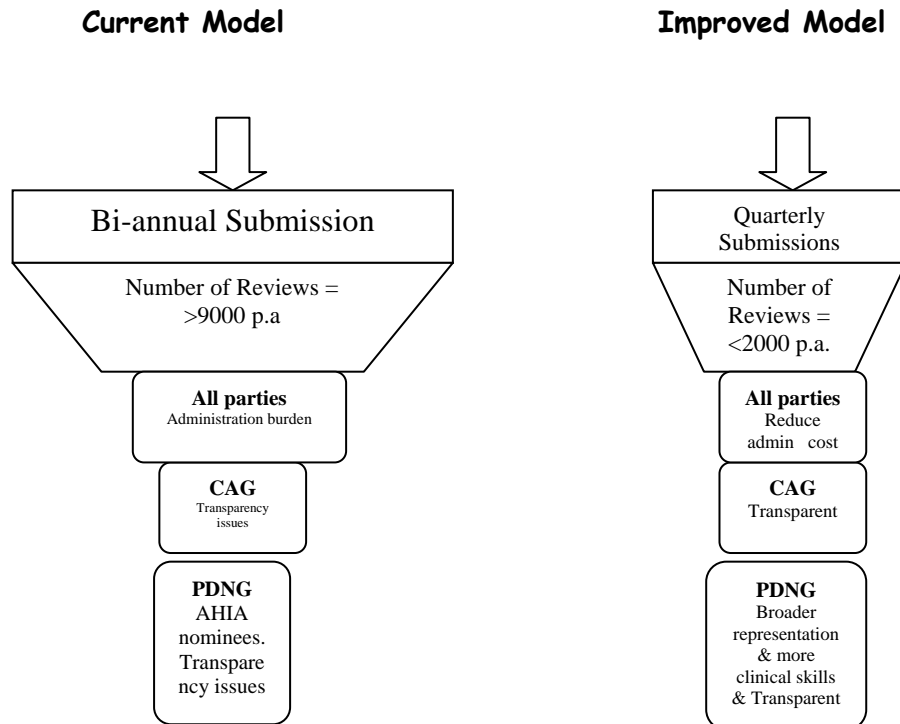 Current Model
Bi-annual Submission
Number of Reviews =
>9000 p.a
All parties
Administration burden
CAG
Transparency
issues
PDNG
AHIA
nominees.
Transpare
ncy issues
Improved Model
Quarterly
Submissions
Number of
Reviews =
<2000 p.a.
All parties
Reduce
admin cost
CAG
Transparent
PDNG
Broader
representation
& more
clinical skills
& Transparent